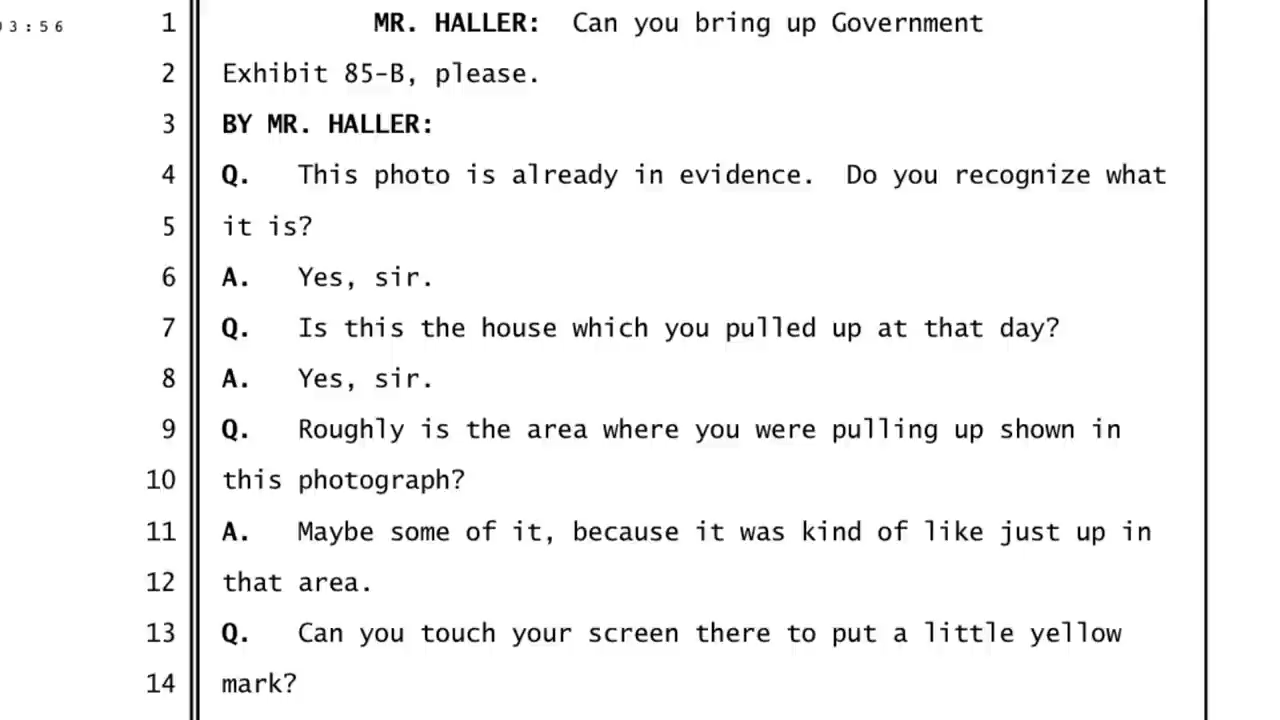 03:56 1 MR. HALLER: Can you bring up Government
2 Exhibit 85-B, please.
3 BY MR. HALLER:
4 Q. This photo is already in evidence. Do you recognize what
5 it is?
6 A. Yes, sir.
7 Q. Is this the house which you pulled up at that day?
8 A. Yes, sir.
9 Q. Roughly is the area where you were pulling up shown in
10 this photograph?
11 A. Maybe some of it, because it was kind of like just up in
12 that area.
13 Q. Can you touch your screen there to put a little yellow
14 mark?